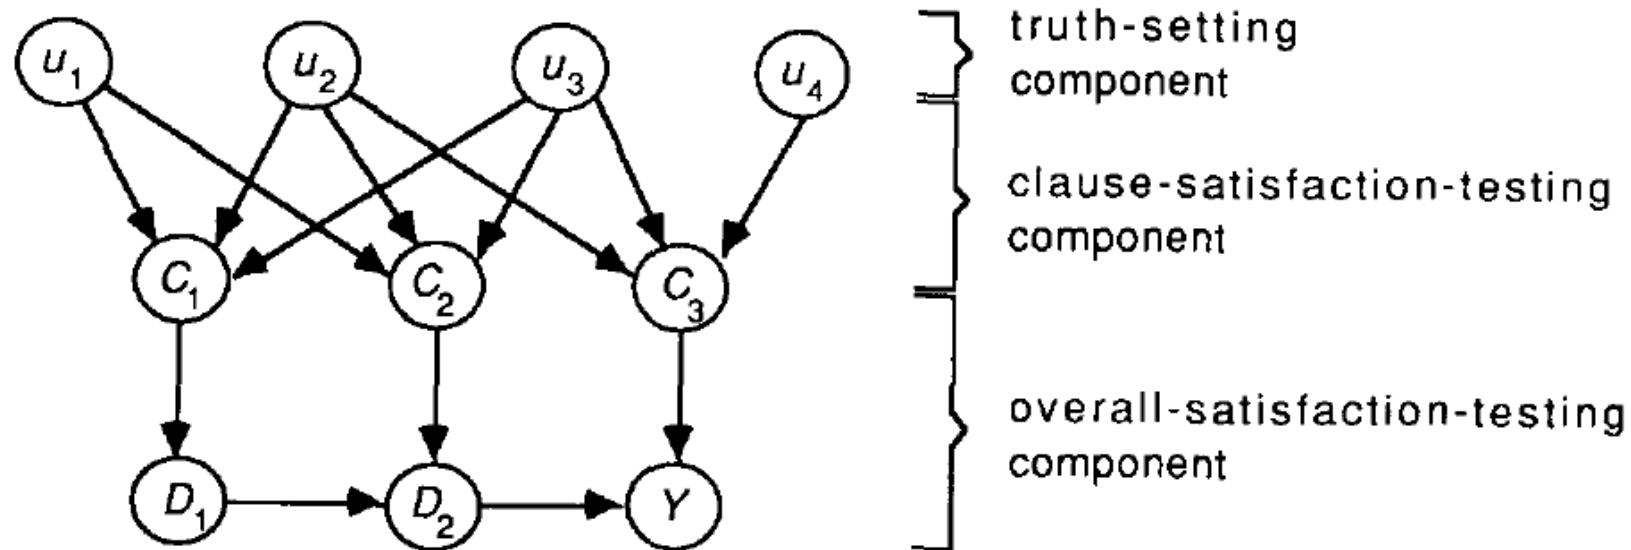 u1 u2 u3 u4
truth-setting
component
clause-satisfaction-testing
component
C1 C2 C3
overall-satisfaction-testing
component
D1 D2 Y